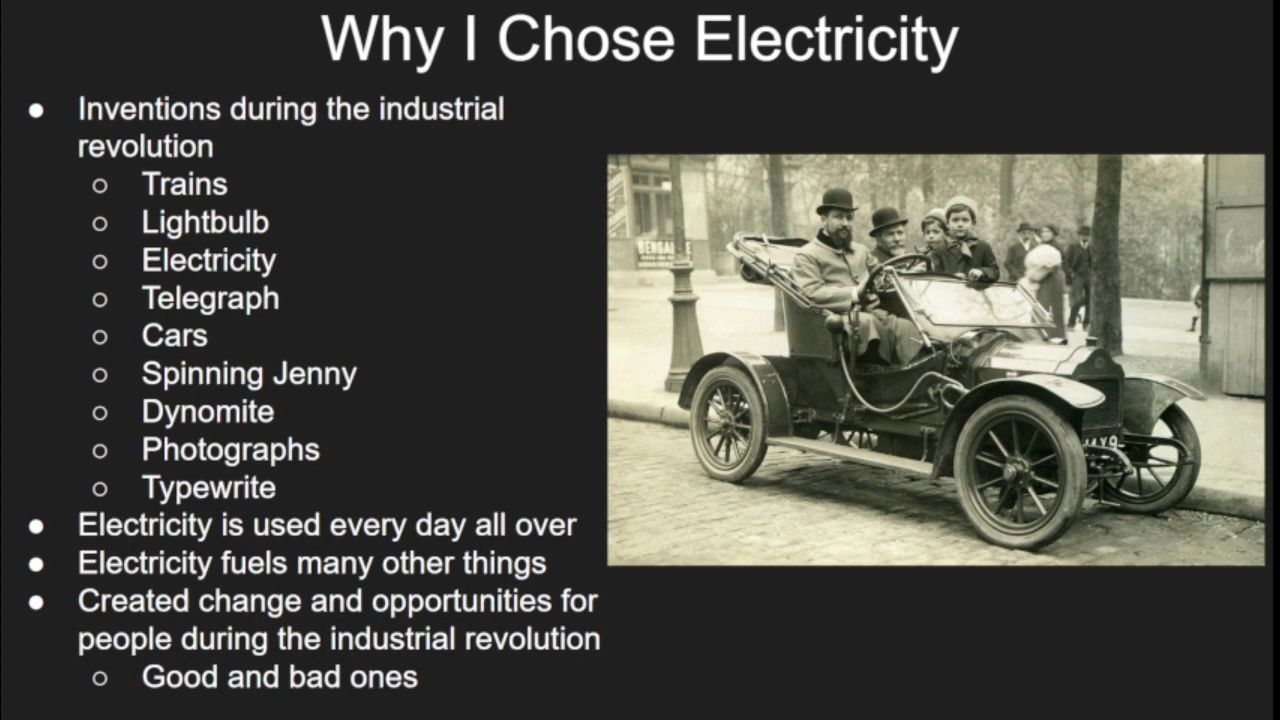 Why I Chose Electricity
● Inventions during the industrial
revolution
○ Trains
○ Lightbulb
○ Electricity
○ Telegraph
○ Cars
○ Spinning Jenny
○ Dynomite
○ Photographs
○ Typewrite
● Electricity is used every day all over
● Electricity fuels many other things
● Created change and opportunities for
people during the industrial revolution
○ Good and bad ones